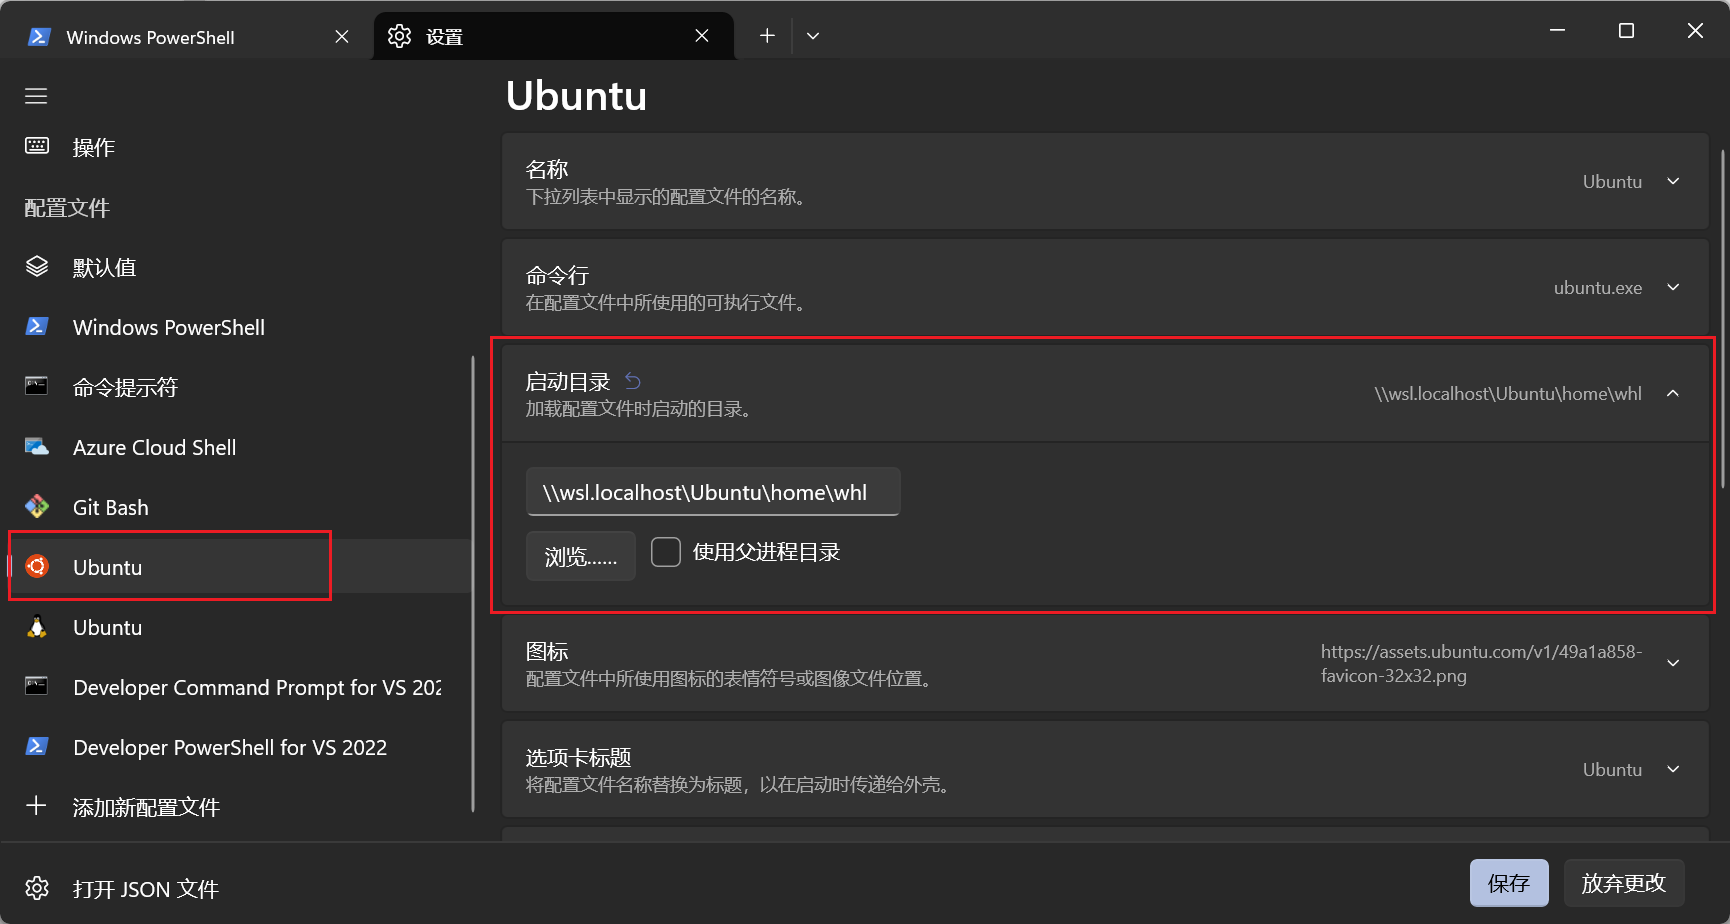 Windows PowerShell
设置
操作
配置文件
默认值
Windows PowerShell
命令提示符
Azure Cloud Shell
Git Bash
Ubuntu
Ubuntu
Developer Command Prompt for VS 202
Developer PowerShell for VS 2022
添加新配置文件
打开 JSON 文件
Ubuntu
名称
下拉列表中显示的配置文件的名称。
Ubuntu
命令行
在配置文件中所使用的可执行文件。
ubuntu.exe
启动目录
加载配置文件时启动的目录。
\\wsl.localhost\Ubuntu\home\whl
\\wsl.localhost\Ubuntu\home\whl
浏览......
使用父进程目录
图标
配置文件中所使用图标的表情符号或图像文件位置。
https://assets.ubuntu.com/v1/49a1a858-
favicon-32x32.png
选项卡标题
将配置文件名称替换为标题，以在启动时传递给外壳。
Ubuntu
保存
放弃更改